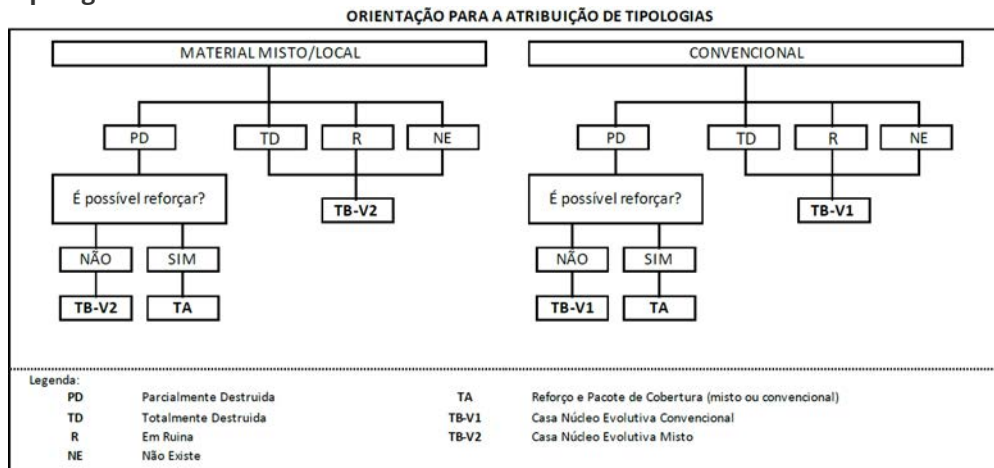 ORIENTAÇÃO PARA A ATRIBUIÇÃO DE TIPOLOGIAS
MATERIAL MISTO/LOCAL
CONVENCIONAL
PD TD R NE
PD TD R NE
É possível reforçar?
TB-V2
É possível reforçar?
TB-V1
NÃO SIM
NÃO SIM
TB-V2 TA
TB-V1 TA
Legenda:
PD Parcialmente Destruida
TA Reforço e Pacote de Cobertura (misto ou convencional)
TD Totalmente Destruida
TB-V1 Casa Núcleo Evolutiva Convencional
R Em Ruina
TB-V2 Casa Núcleo Evolutiva Misto
NE Não Existe